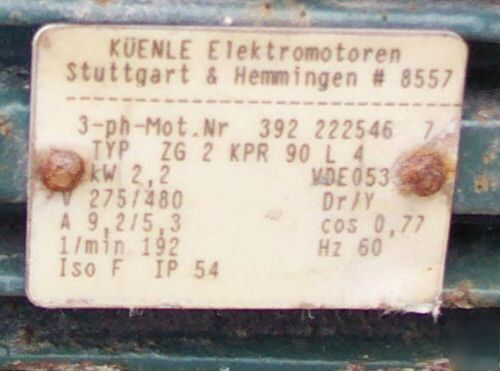 KÜENLE Elektromotoren
Stuttgart & Hemmingen # 8557
3-ph-Mot.Nr 392 222546 7
TYP ZG 2 KPR 90 L 4
kW 2,2 VDE053
V 275/480 Dr/Y
A 9,2/5,3 cos 0,77
1/min 192 Hz 60
Iso F IP 54